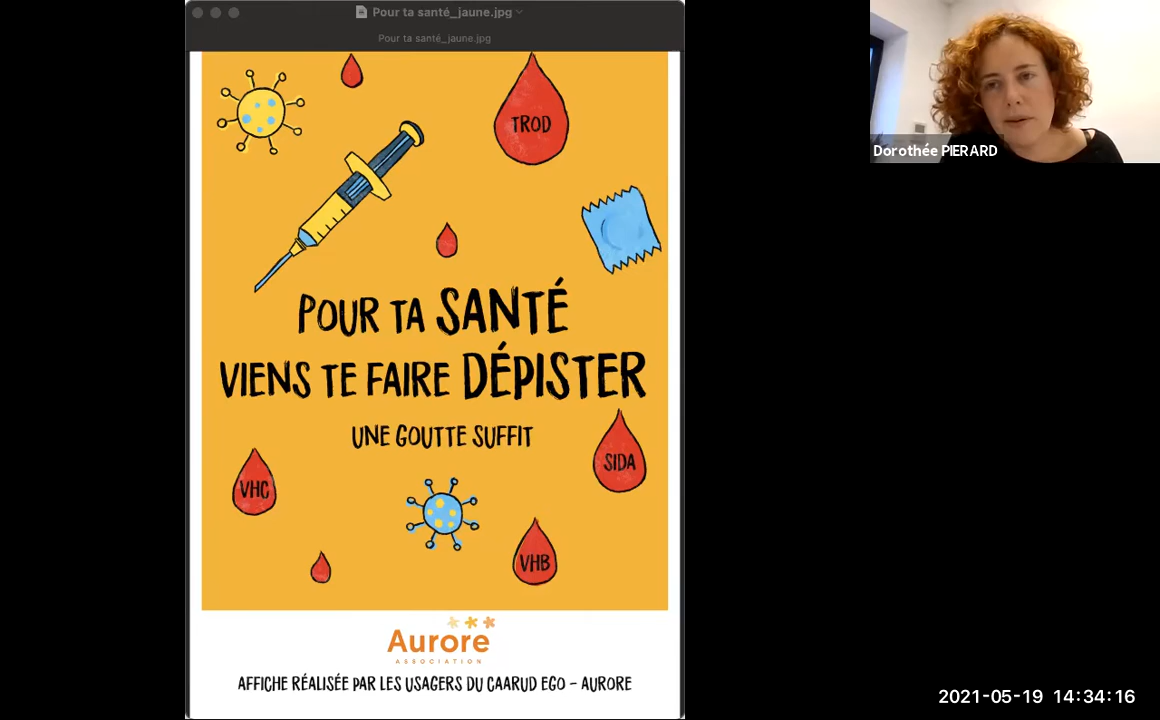 Pour ta santé_jaune.jpg
Pour ta santé_jaune.jpg
Dorothée PIERARD
TROD
POUR TA SANTÉ
VIENS TE FAIRE DÉPISTER
UNE GOUTTE SUFFIT
SIDA
VHC
VHB
Aurore
ASSOCIATION
AFFICHE RÉALISÉE PAR LES USAGERS DU CAARUD EGO – AURORE
2021-05-19 14:34:16